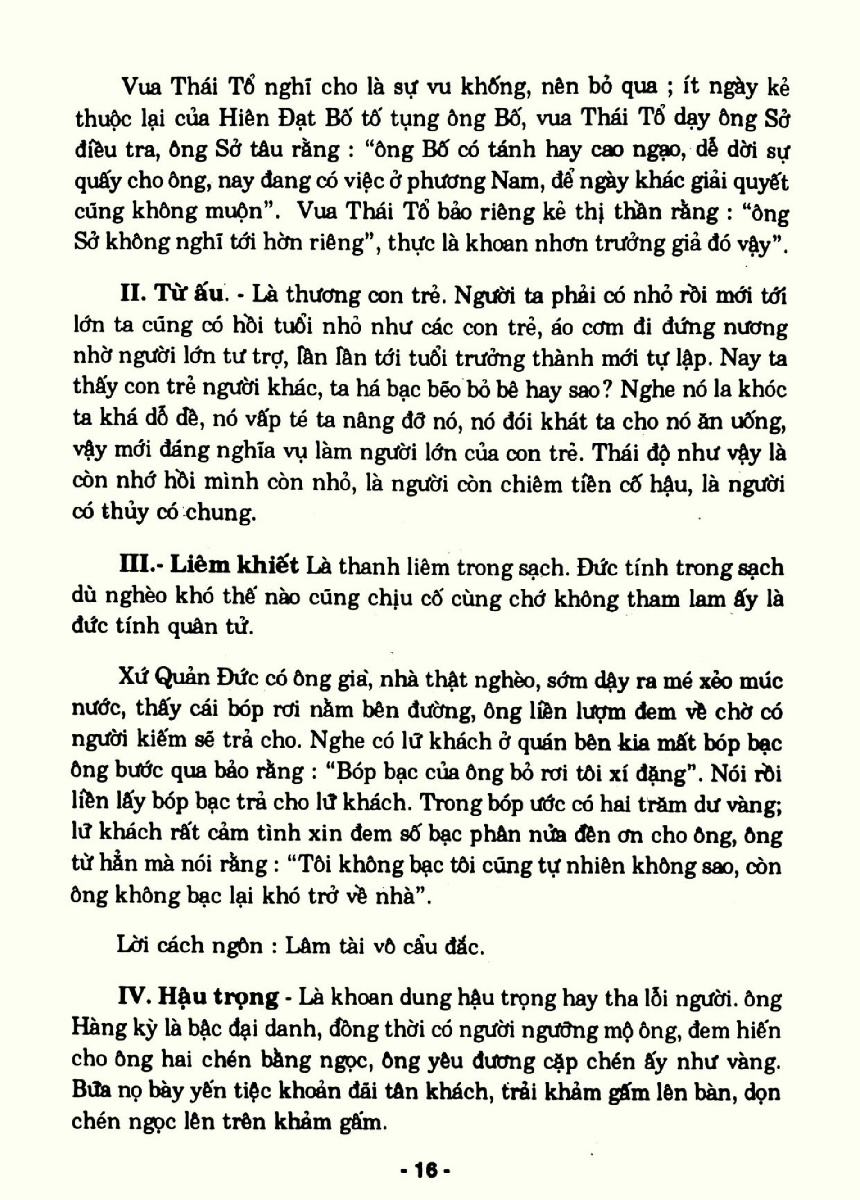 Vua Thái Tổ nghĩ cho là sự vu khống, nên bỏ qua ; ít ngày kẻ
thuộc lại của Hiên Đạt Bố tố tụng ông Bố, vua Thái Tổ dạy ông Sở
điều tra, ông Sở tâu rằng : “ông Bố có tánh hay cao ngạo, dễ dời sự
quấy cho ông, nay đang có việc ở phương Nam, để ngày khác giải quyết
cũng không muộn”. Vua Thái Tổ bảo riêng kẻ thị thần rằng : “ông
Sở không nghĩ tới hờn riêng”, thực là khoan nhơn trưởng giả đó vậy”.
II. Từ ấu. - Là thương con trẻ. Người ta phải có nhỏ rồi mới tới
lớn ta cũng có hồi tuổi nhỏ như các con trẻ, áo cơm đi đứng nương
nhờ người lớn tư trợ, lần lần tới tuổi trưởng thành mới tự lập. Nay ta
thấy con trẻ người khác, ta há bạc bẽo bỏ bê hay sao? Nghe nó la khóc
ta khá dỗ dề, nó vấp té ta nâng đỡ nó, nó đói khát ta cho nó ăn uống,
vậy mới đáng nghĩa vụ làm người lớn của con trẻ. Thái độ như vậy là
còn nhớ hồi mình còn nhỏ, là người còn chiêm tiền cố hậu, là người
có thủy có chung.
III.- Liêm khiết Là thanh liêm trong sạch. Đức tính trong sạch
dù nghèo khó thế nào cũng chịu cố cùng chớ không tham lam ấy là
đức tính quân tử.
Xứ Quản Đức có ông già, nhà thật nghèo, sớm dậy ra mé xẻo múc
nước, thấy cái bóp rơi nằm bên đường, ông liền lượm đem về chờ có
người kiếm sẽ trả cho. Nghe có lữ khách ở quán bên kia mất bóp bạc
ông bước qua bảo rằng : “Bóp bạc của ông bỏ rơi tôi xí đặng”. Nói rồi
liền lấy bóp bạc trả cho lữ khách. Trong bóp ước có hai trăm dư vàng;
lữ khách rất cảm tình xin đem số bạc phân nửa đền ơn cho ông, ông
từ hẳn mà nói rằng : “Tôi không bạc tôi cũng tự nhiên không sao, còn
ông không bạc lại khó trở về nhà”.
Lời cách ngôn : Lâm tài vô cẩu đắc.
IV. Hậu trọng - Là khoan dung hậu trọng hay tha lỗi người. ông
Hàng kỳ là bậc đại danh, đồng thời có người ngưỡng mộ ông, đem hiến
cho ông hai chén bằng ngọc, ông yêu đương cặp chén ấy như vàng.
Bữa nọ bày yến tiệc khoản đãi tân khách, trải khảm gấm lên bàn, dọn
chén ngọc lên trên khảm gấm.
- 16 -